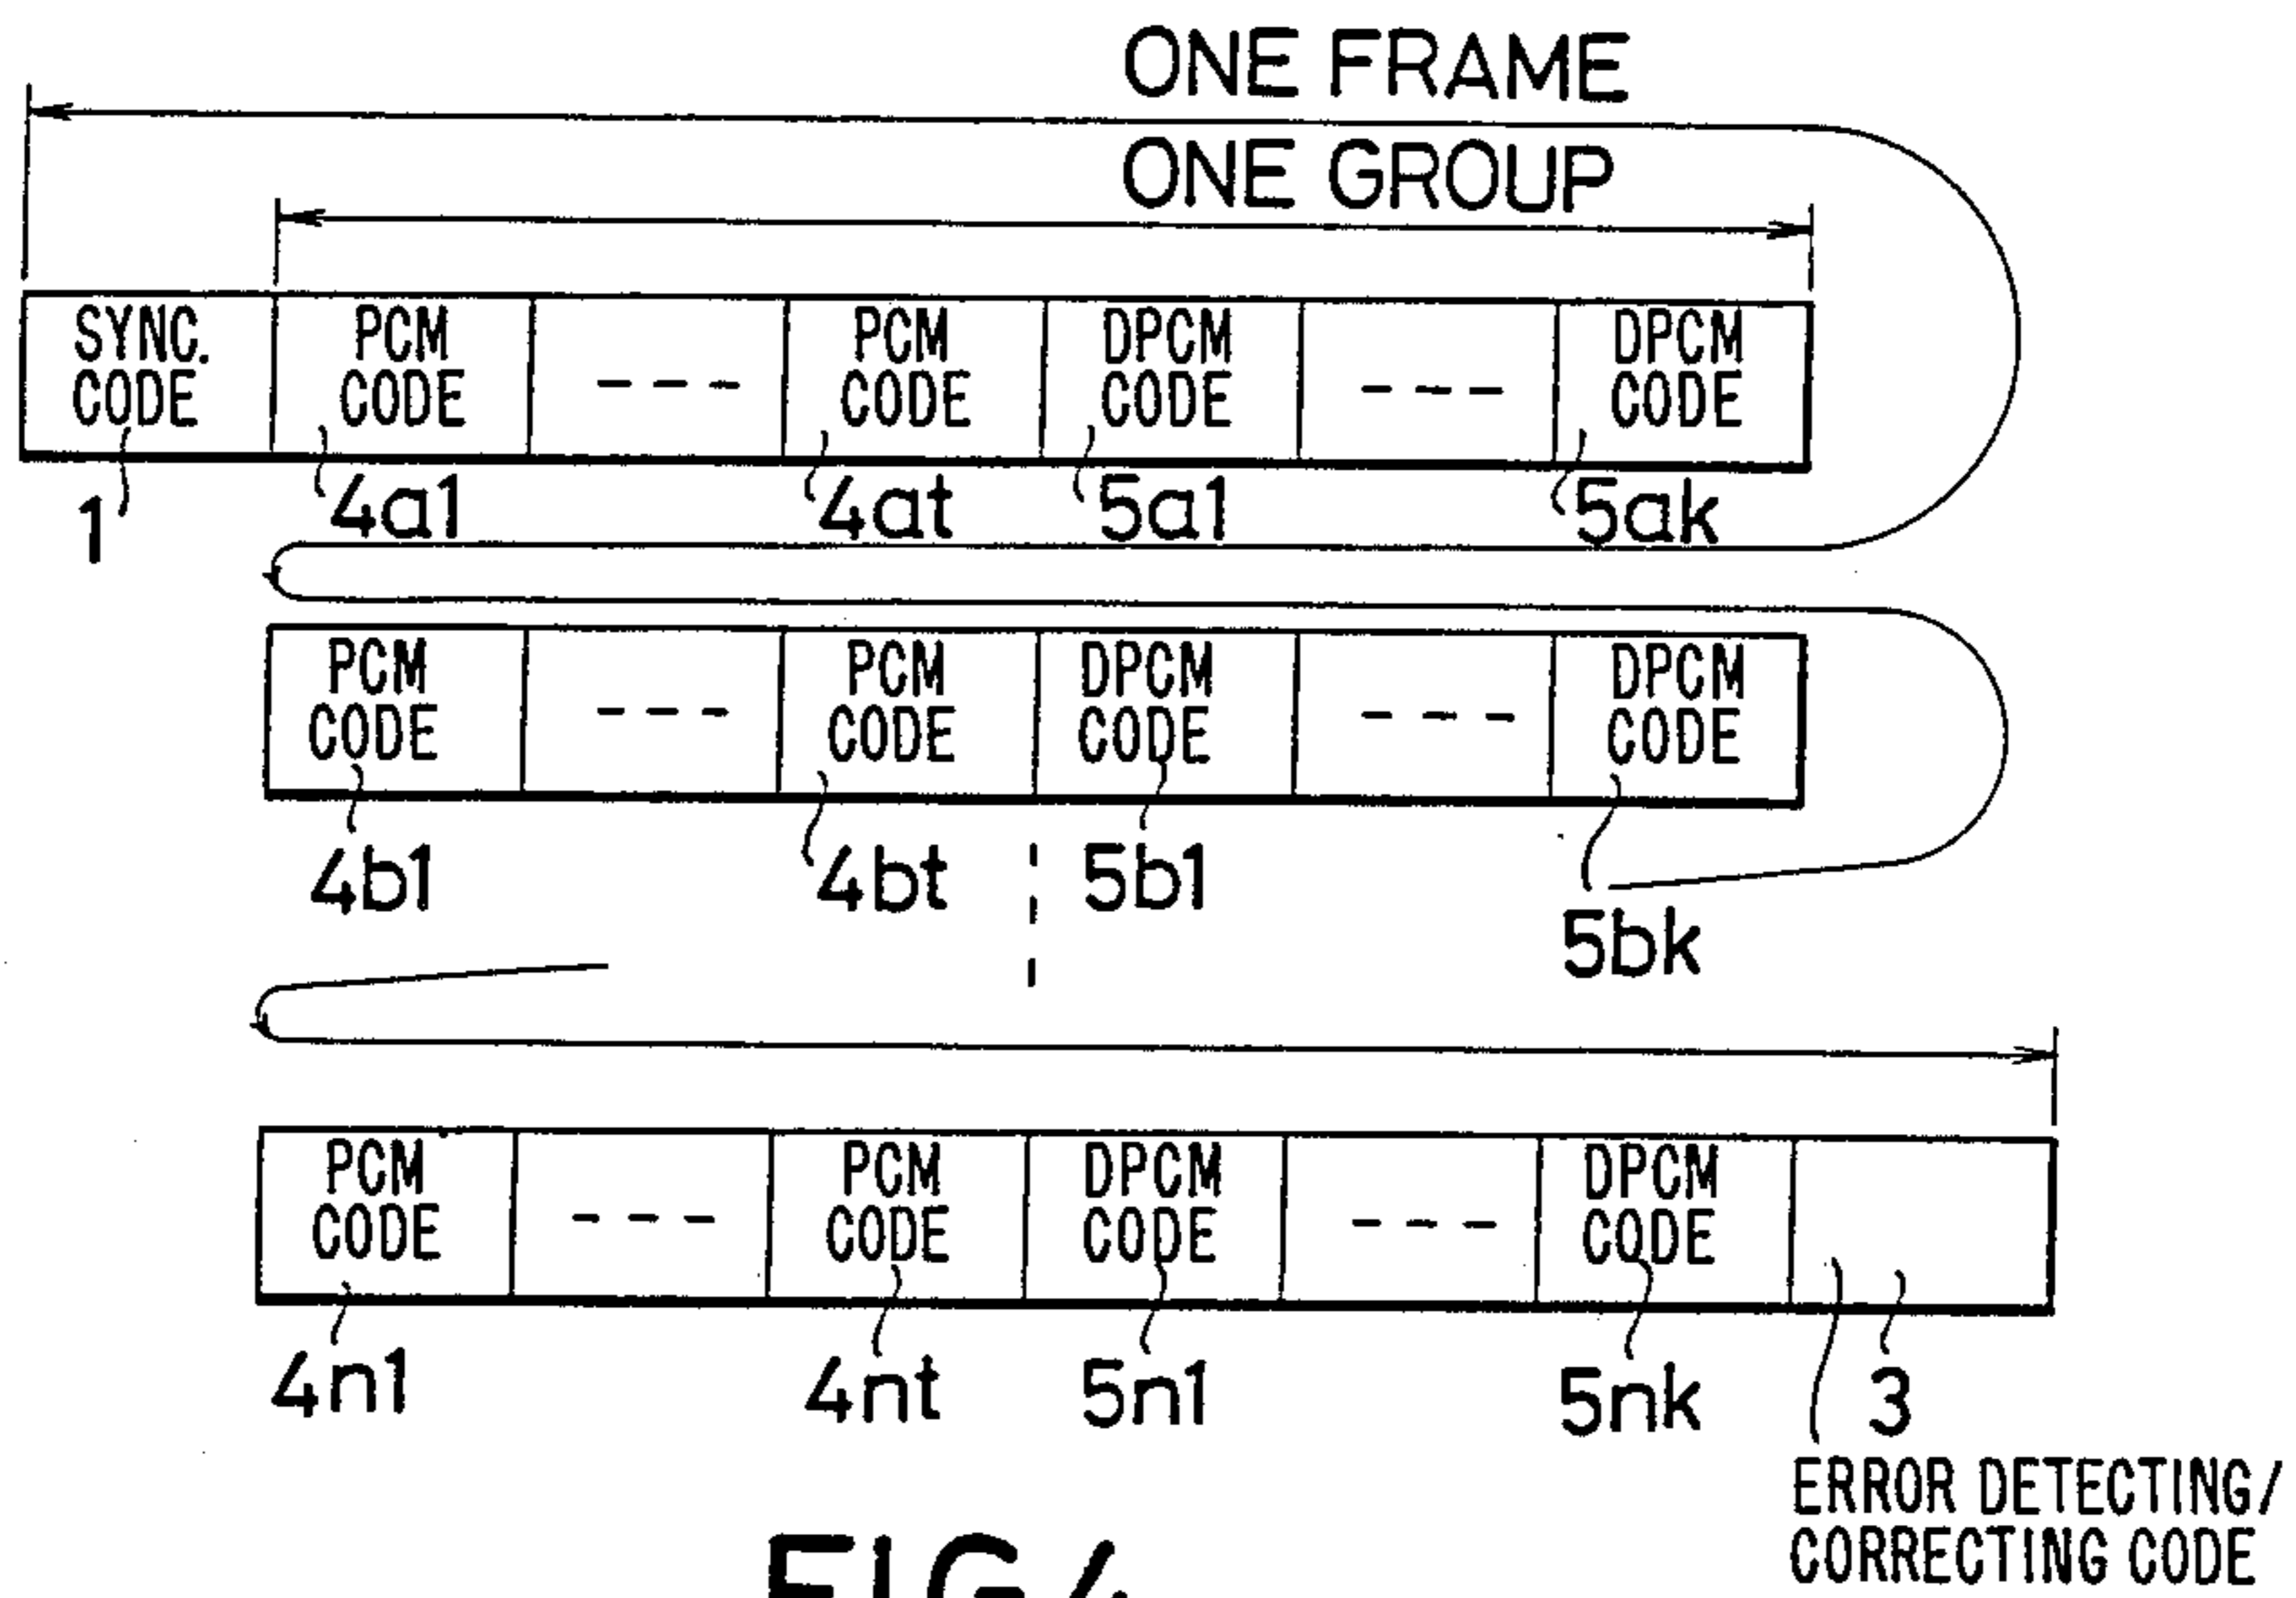 ONE FRAME
ONE GROUP
SYNC. CODE
PCM CODE
PCM CODE
DPCM CODE
DPCM CODE
1
4a1
4at
5a1
5ak
PCM CODE
PCM CODE
DPCM CODE
DPCM CODE
4b1
4bt
5b1
5bk
PCM CODE
PCM CODE
DPCM CODE
DPCM CODE
4n1
4nt
5n1
5nk
3
ERROR DETECTING/
CORRECTING CODE
FIG 4